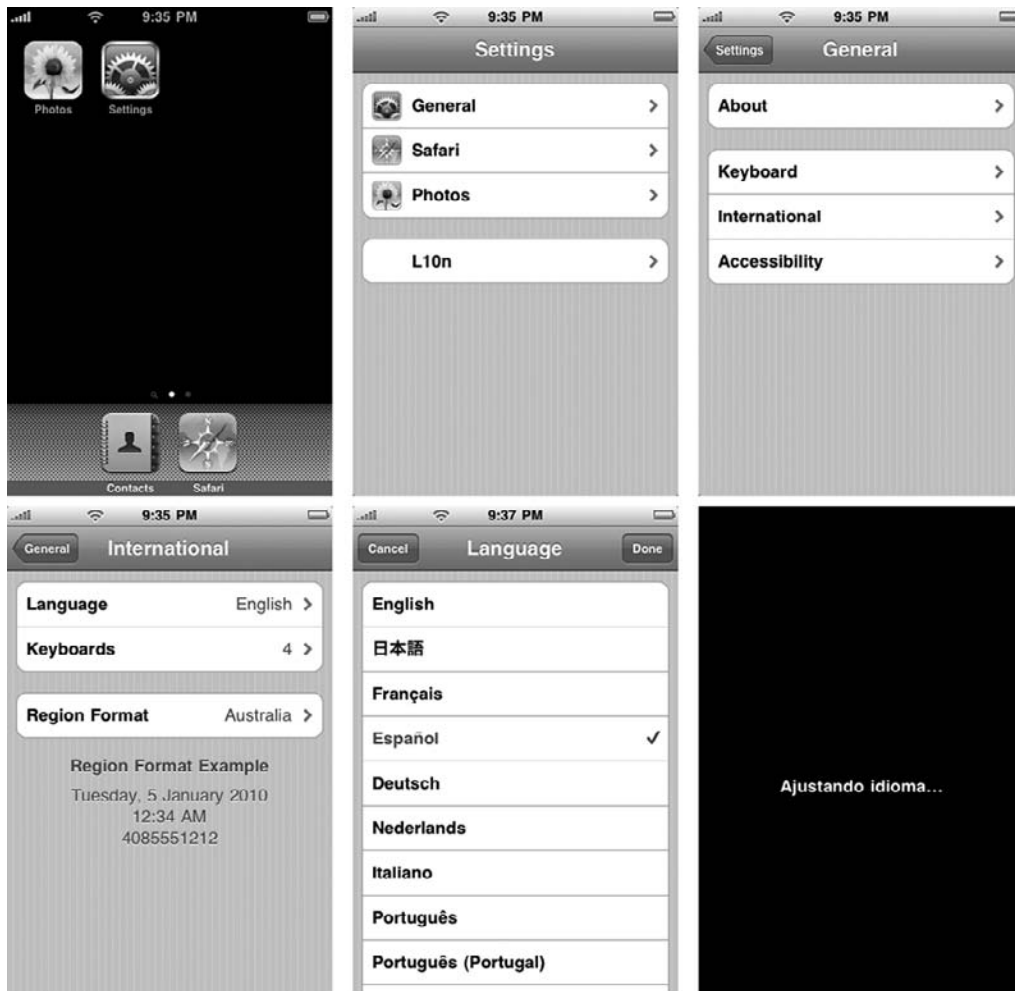 9:35 PM
Photos
Settings
Contacts
Safari
9:35 PM
Settings
General
Safari
Photos
L10n
9:35 PM
Settings
General
About
Keyboard
International
Accessibility
9:35 PM
General
International
Language English
Keyboards 4
Region Format Australia
Region Format Example
Tuesday, 5 January 2010
12:34 AM
4085551212
9:37 PM
Cancel
Language
Done
English
日本語
Français
Español
Deutsch
Nederlands
Italiano
Português
Português (Portugal)
Ajustando idioma...